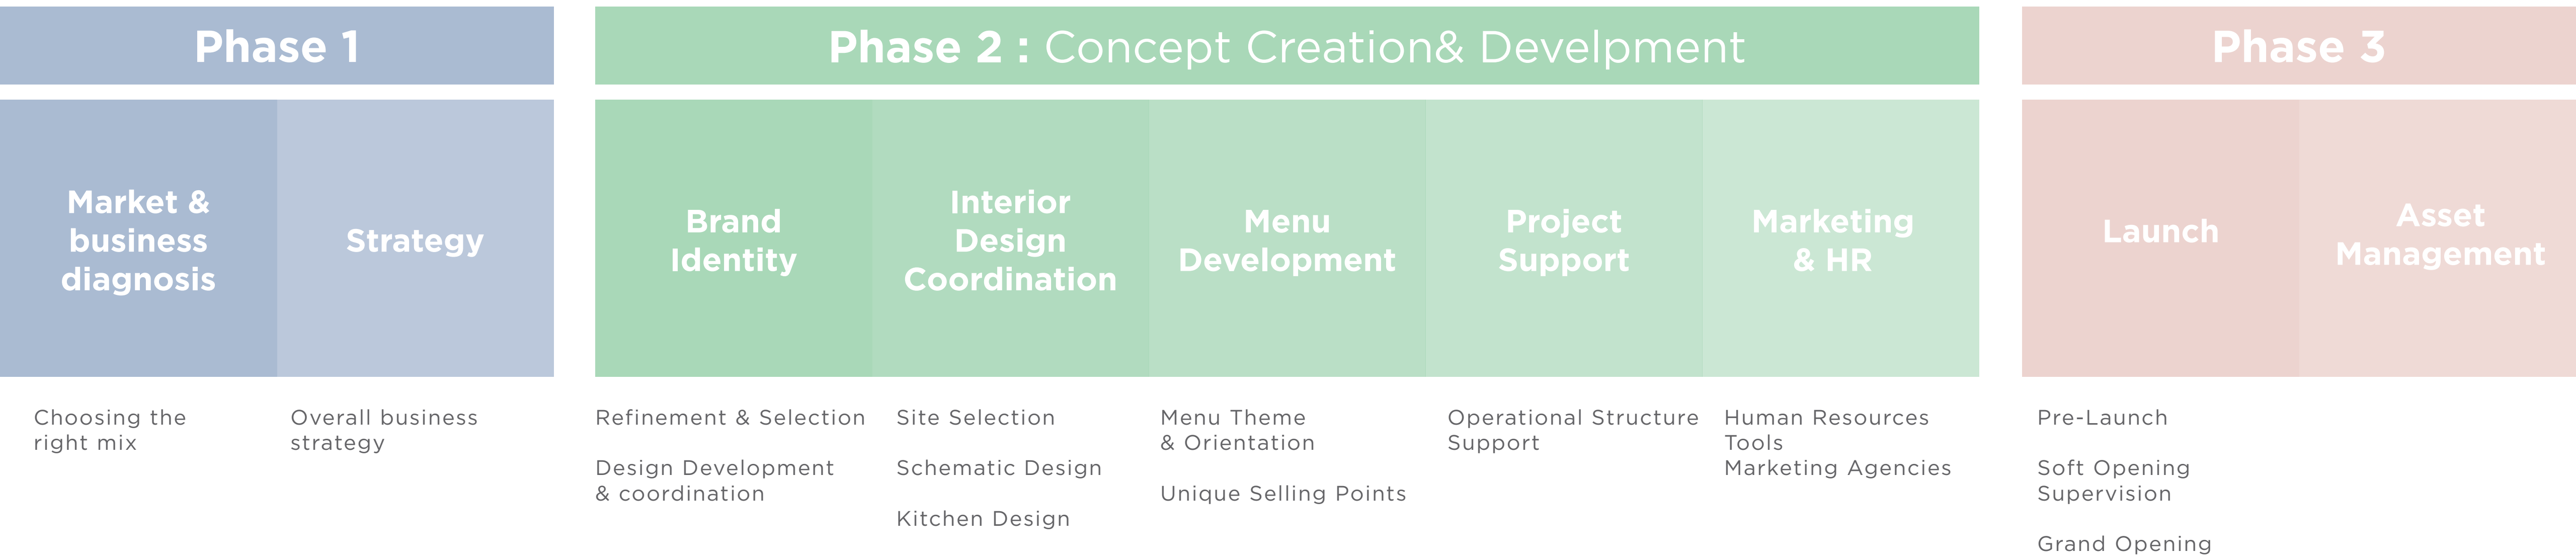 Phase 1
Market &
business
diagnosis
Strategy
Choosing the
right mix
Overall business
strategy
Phase 2 : Concept Creation& Develpment
Brand
Identity
Interior
Design
Coordination
Menu
Development
Project
Support
Marketing
& HR
Refinement & Selection
Design Development
& coordination
Site Selection
Schematic Design
Kitchen Design
Menu Theme
& Orientation
Unique Selling Points
Operational Structure
Support
Human Resources
Tools
Marketing Agencies
Phase 3
Launch
Asset
Management
Pre-Launch
Soft Opening
Supervision
Grand Opening